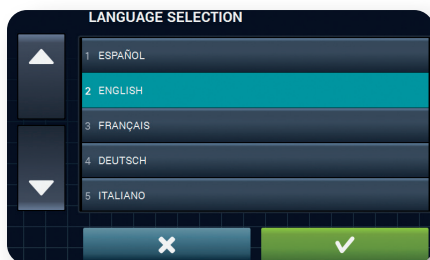 LANGUAGE SELECTION
1 ESPAÑOL
2 ENGLISH
3 FRANÇAIS
4 DEUTSCH
5 ITALIANO